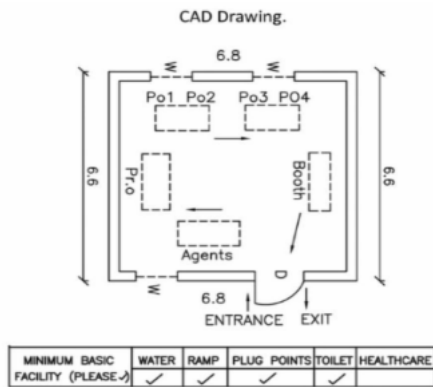 CAD Drawing.
6.8
W W
Po1 Po2 Po3 PO4
6.6 Pr.o Booth 6.6
Agents
W D
6.8
ENTRANCE EXIT
MINIMUM BASIC FACILITY (PLEASE ✓) WATER RAMP PLUG POINTS TOILET HEALTHCARE
✓ ✓ ✓ ✓